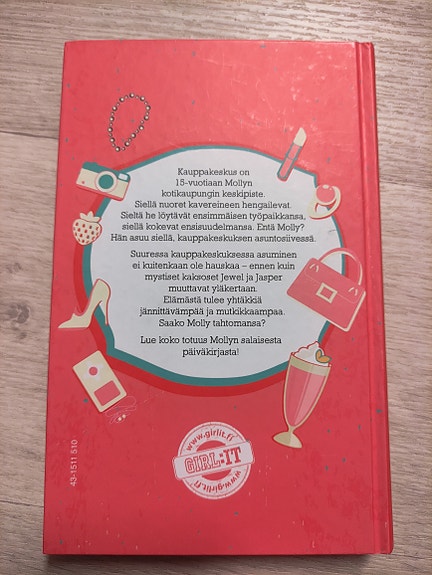 Kauppakeskus on
15-vuotiaan Mollyn
kotikaupungin keskipiste.
Siellä nuoret kavereineen hengailevat.
Sieltä he löytävät ensimmäisen työpaikkansa,
siellä kokevat ensisuudelmansa. Entä Molly?
Hän asuu siellä, kauppakeskuksen asuntosiivessä.
Suuressa kauppakeskuksessa asuminen
ei kuitenkaan ole hauskaa – ennen kuin
mystiset kaksoset Jewel ja Jasper
muuttavat yläkertaan.
Elämästä tulee yhtäkkiä
jännittävämpää ja mutkikkaampaa.
Saako Molly tahtomansa?
Lue koko totuus Mollyn salaisesta
päiväkirjasta!
www.girlit.fi
GIRL:IT
www.girlit.fi
43-1511 510